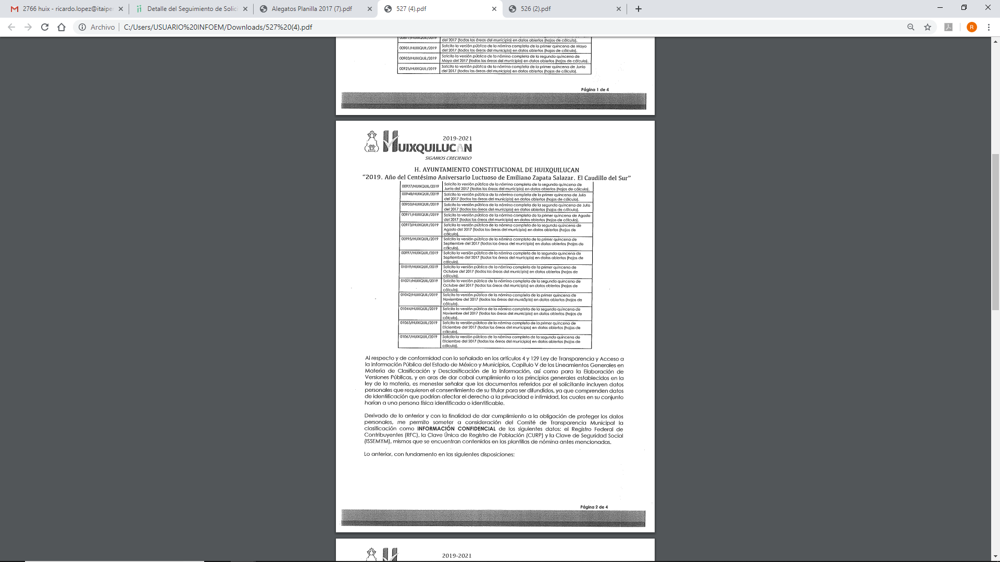 2766 huix - ricardo.lopez@itaipe
Detalle del Seguimiento de Solici
Alegatos Planilla 2017 (7).pdf
527 (4).pdf
526 (2).pdf
Archivo
C:/Users/USUARIO%20INFOEM/Downloads/527%20(4).pdf
R
00877/HUIXQUIL/2019
del 2017 (todas las áreas del municipio) en datos abiertos (hojas de cálculo).
00901/HUIXQUIL/2019 Solicito la versión pública de la nómina completa de la primer quincena de Mayo
del 2017 (todas las áreas del municipio) en datos abiertos (hojas de cálculo).
00903/HUIXQUIL/2019 Solicito la versión pública de la nómina completa de la segunda quincena de
Mayo del 2017 (todas las áreas del municipio) en datos abiertos (hojas de cálculo).
00925/HUIXQUIL/2019 Solicito la versión pública de la nómina completa de la primer quincena de Junio
del 2017 (todas las áreas del municipio) en datos abiertos (hojas de cálculo).
Página 1 de 4
2019-2021
HUIXQUILUCAN
SIGAMOS CRECIENDO
H. AYUNTAMIENTO CONSTITUCIONAL DE HUIXQUILUCAN
“2019. Año del Centésimo Aniversario Luctuoso de Emiliano Zapata Salazar. El Caudillo del Sur”
00927/HUIXQUIL/2019 Solicito la versión pública de la nómina completa de la segunda quincena de
Junio del 2017 (todas las áreas del municipio) en datos abiertos (hojas de cálculo).
00948/HUIXQUIL/2019 Solicito la versión pública de la nómina completa de la primer quincena de Julio
del 2017 (todas las áreas del municipio) en datos abiertos (hojas de cálculo).
00950/HUIXQUIL/2019 Solicito la versión pública de la nómina completa de la segunda quincena de Julio
del 2017 (todas las áreas del municipio) en datos abiertos (hojas de cálculo).
00971/HUIXQUIL/2019 Solicito la versión pública de la nómina completa de la primer quincena de Agosto
del 2017 (todas las áreas del municipio) en datos abiertos (hojas de cálculo).
00973/HUIXQUIL/2019 Solicito la versión pública de la nómina completa de la segunda quincena de
Agosto del 2017 (todas las áreas del municipio) en datos abiertos (hojas de
cálculo).
00995/HUIXQUIL/2019 Solicito la versión pública de la nómina completa de la primer quincena de
Septiembre del 2017 (todas las áreas del municipio) en datos abiertos (hojas de
cálculo).
00997/HUIXQUIL/2019 Solicito la versión pública de la nómina completa de la segunda quincena de
Septiembre del 2017 (todas las áreas del municipio) en datos abiertos (hojas de
cálculo).
01019/HUIXQUIL/2019 Solicito la versión pública de la nómina completa de la primer quincena de
Octubre del 2017 (todas las áreas del municipio) en datos abiertos (hojas de
cálculo).
01021/HUIXQUIL/2019 Solicito la versión pública de la nómina completa de la segunda quincena de
Octubre del 2017 (todas las áreas del municipio) en datos abiertos (hojas de
cálculo).
01042/HUIXQUIL/2019 Solicito la versión pública de la nómina completa de la primer quincena de
Noviembre del 2017 (todas las áreas del municipio) en datos abiertos (hojas de
cálculo).
01044/HUIXQUIL/2019 Solicito la versión pública de la nómina completa de la segunda quincena de
Noviembre del 2017 (todas las áreas del municipio) en datos abiertos (hojas de
cálculo).
01065/HUIXQUIL/2019 Solicito la versión pública de la nómina completa de la primer quincena de
Diciembre del 2017 (todas las áreas del municipio) en datos abiertos (hojas de
cálculo).
01067/HUIXQUIL/2019 Solicito la versión pública de la nómina completa de la segunda quincena de
Diciembre del 2017 (todas las áreas del municipio) en datos abiertos (hojas de
cálculo).
Al respecto y de conformidad con lo señalado en los artículos 4 y 129 Ley de Transparencia y Acceso a
la Información Pública del Estado de México y Municipios, Capítulo V de los Lineamientos Generales en
Materia de Clasificación y Desclasificación de la Información, así como para la Elaboración de
Versiones Públicas, y en aras de dar cabal cumplimiento a los principios generales establecidos en la
ley de la materia, es menester señalar que los documentos referidos por el solicitante incluyen datos
personales que requieren el consentimiento de su titular para ser difundidos, ya que comprenden datos
de identificación que podrían afectar el derecho a la privacidad e intimidad, los cuales en su conjunto
harían a una persona física identificada o identificable.
Derivado de lo anterior y con la finalidad de dar cumplimiento a la obligación de proteger los datos
personales, me permito someter a consideración del Comité de Transparencia Municipal la
clasificación como INFORMACIÓN CONFIDENCIAL de los siguientes datos: el Registro Federal de
Contribuyentes (RFC), la Clave Única de Registro de Población (CURP) y la Clave de Seguridad Social
(ISSEMYM), mismos que se encuentran contenidos en las plantillas de nómina antes mencionadas.
Lo anterior, con fundamento en las siguientes disposiciones:
Página 2 de 4
2019-2021